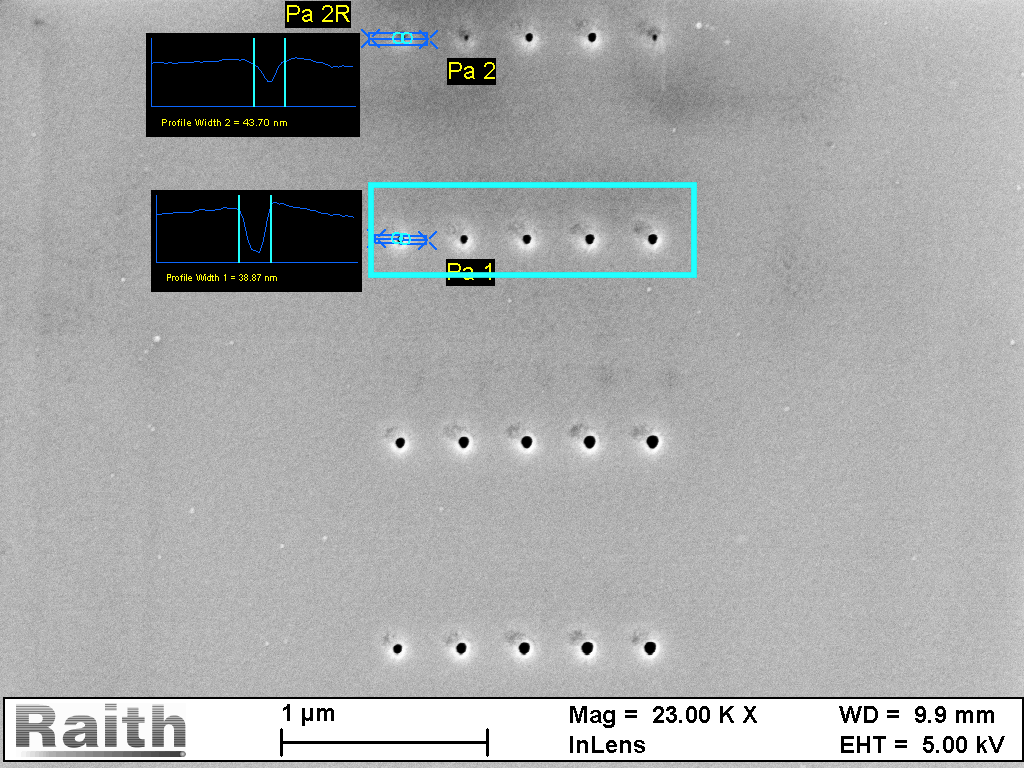 Pa 2R
Pa 2
Profile Width 2 = 43.70 nm
Profile Width 1 = 38.87 nm
Pa 1
Raith
1 µm
Mag = 23.00 K X
WD = 9.9 mm
InLens
EHT = 5.00 kV